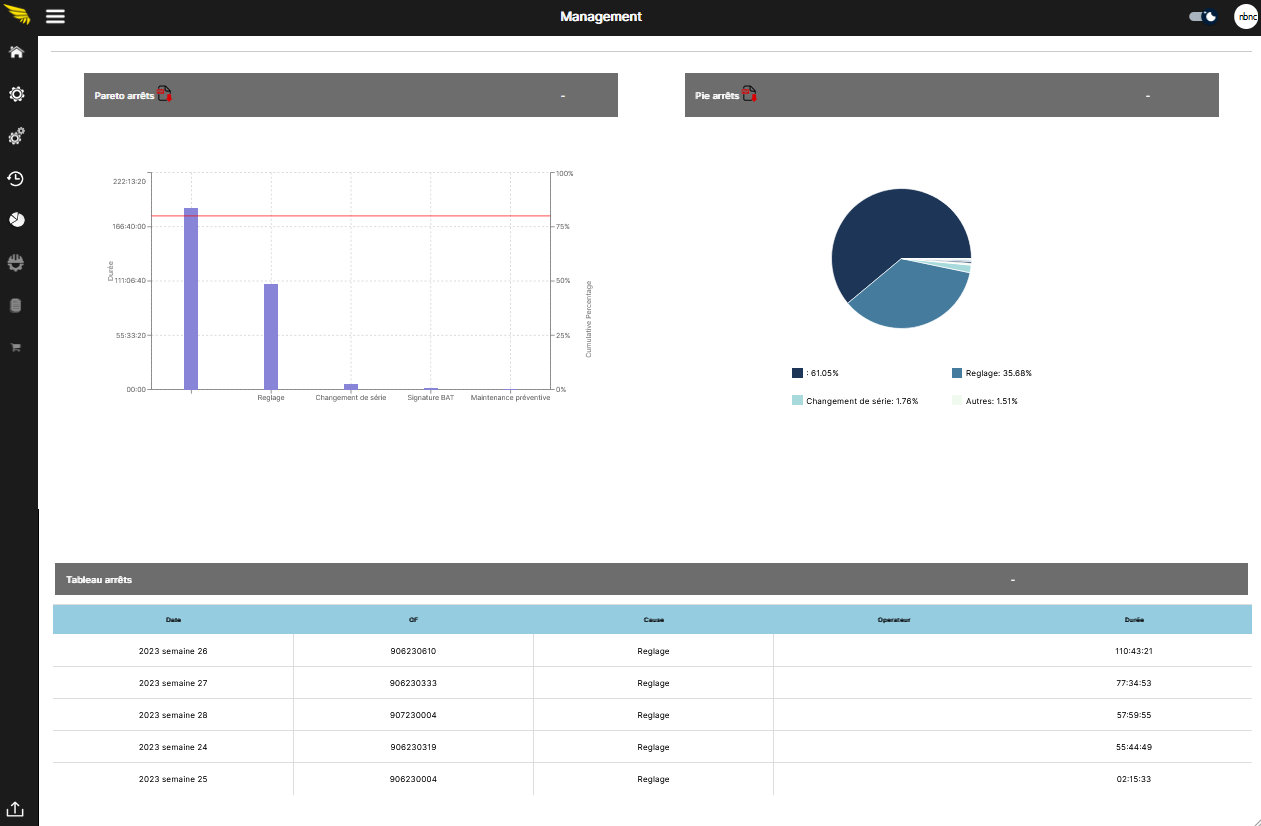 Management
nbnc
Pareto arrêts -
Pie arrêts -
222:13:20
166:40:00
111:06:40
55:33:20
00:00
Durée
100%
75%
50%
25%
0%
Cumulative Percentage
Reglage Changement de série Signature BAT Maintenance préventive
: 61.05% Reglage: 35.68%
Changement de série: 1.76% Autres: 1.51%
Tableau arrêts -
Date OF Cause Operateur Durée
2023 semaine 26 906230610 Reglage 110:43:21
2023 semaine 27 906230333 Reglage 77:34:53
2023 semaine 28 907230004 Reglage 57:59:55
2023 semaine 24 906230319 Reglage 55:44:49
2023 semaine 25 906230004 Reglage 02:15:33